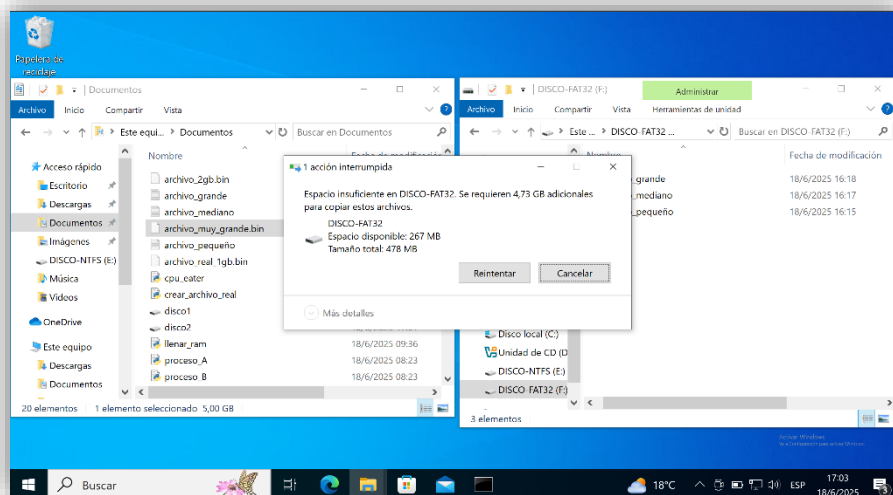 Papelera de
reciclaje
Documentos
Archivo
Inicio
Compartir
Vista
Este equi... > Documentos
Buscar en Documentos
Nombre
Acceso rápido
Escritorio
Descargas
Documentos
Imágenes
DISCO-NTFS (E:)
Música
Videos
OneDrive
Este equipo
Descargas
Documentos
archivo_2gb.bin
archivo_grande
archivo_mediano
archivo_muy_grande.bin
archivo_pequeño
archivo_real_1gb.bin
cpu_eater
crear_archivo_real
disco1
disco2
llenar_ram
18/6/2025 09:36
proceso_A
18/6/2025 08:23
proceso_B
18/6/2025 08:23
20 elementos
1 elemento seleccionado 5,00 GB
DISCO-FAT32 (F:)
Administrar
Archivo
Inicio
Compartir
Vista
Herramientas de unidad
Este ... > DISCO-FAT32 ...
Buscar en DISCO-FAT32 (F:)
Fecha de modificación
grande
18/6/2025 16:18
mediano
18/6/2025 16:17
pequeño
18/6/2025 16:15
Disco local (C:)
Unidad de CD (D
DISCO-NTFS (E:)
DISCO-FAT32 (F:)
3 elementos
1 acción interrumpida
Espacio insuficiente en DISCO-FAT32. Se requieren 4,73 GB adicionales
para copiar estos archivos.
DISCO-FAT32
Espacio disponible: 267 MB
Tamaño total: 478 MB
Reintentar
Cancelar
Más detalles
Activar Windows
Buscar
18°C
ESP
17:03
18/6/2025